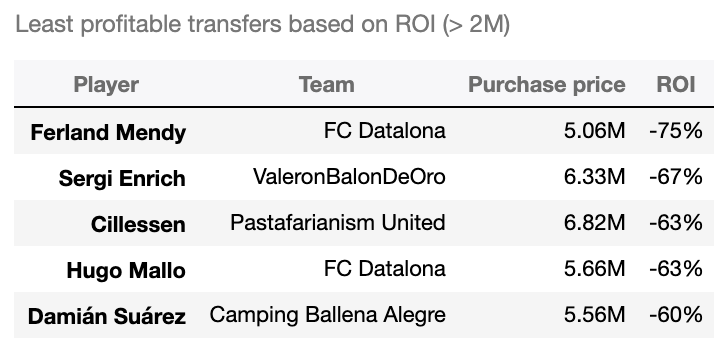 Least profitable transfers based on ROI (> 2M)
Player Team Purchase price ROI
Ferland Mendy FC Datalona 5.06M -75%
Sergi Enrich ValeronBalonDeOro 6.33M -67%
Cillessen Pastafarianism United 6.82M -63%
Hugo Mallo FC Datalona 5.66M -63%
Damián Suárez Camping Ballena Alegre 5.56M -60%